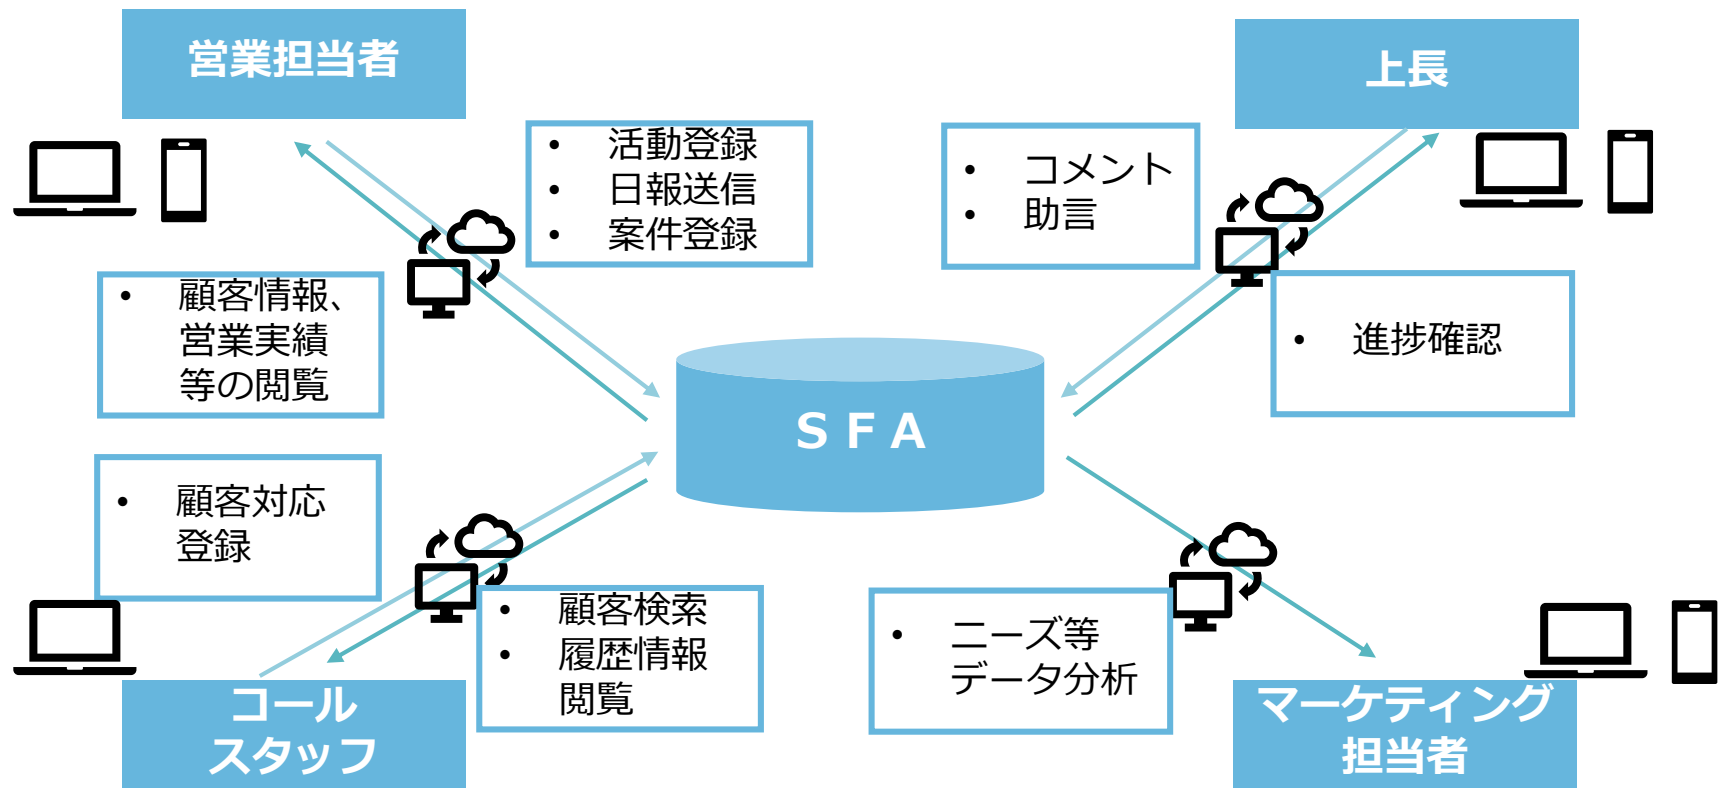 営業担当者
上長
• 活動登録
• 日報送信
• 案件登録
• コメント
• 助言
• 顧客情報、
営業実績
等の閲覧
• 進捗確認
ＳＦＡ
• 顧客対応
登録
• 顧客検索
• 履歴情報
閲覧
• ニーズ等
データ分析
コール
スタッフ
マーケティング
担当者